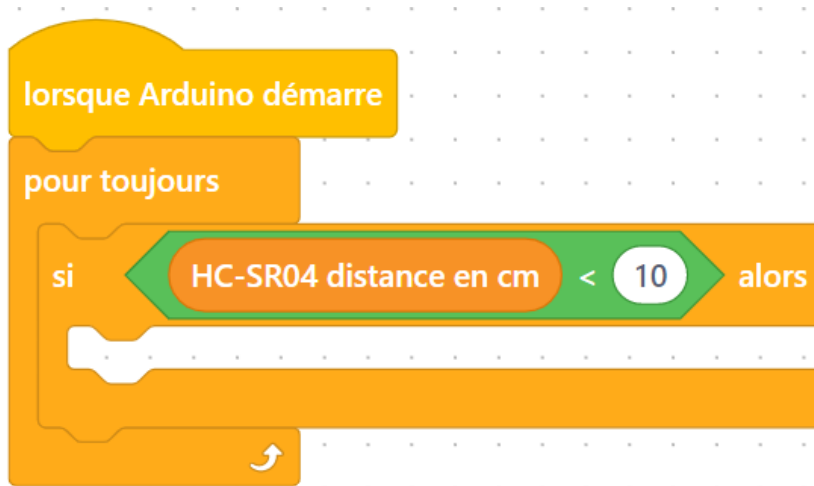 lorsque Arduino démarre
pour toujours
si HC-SR04 distance en cm < 10 alors